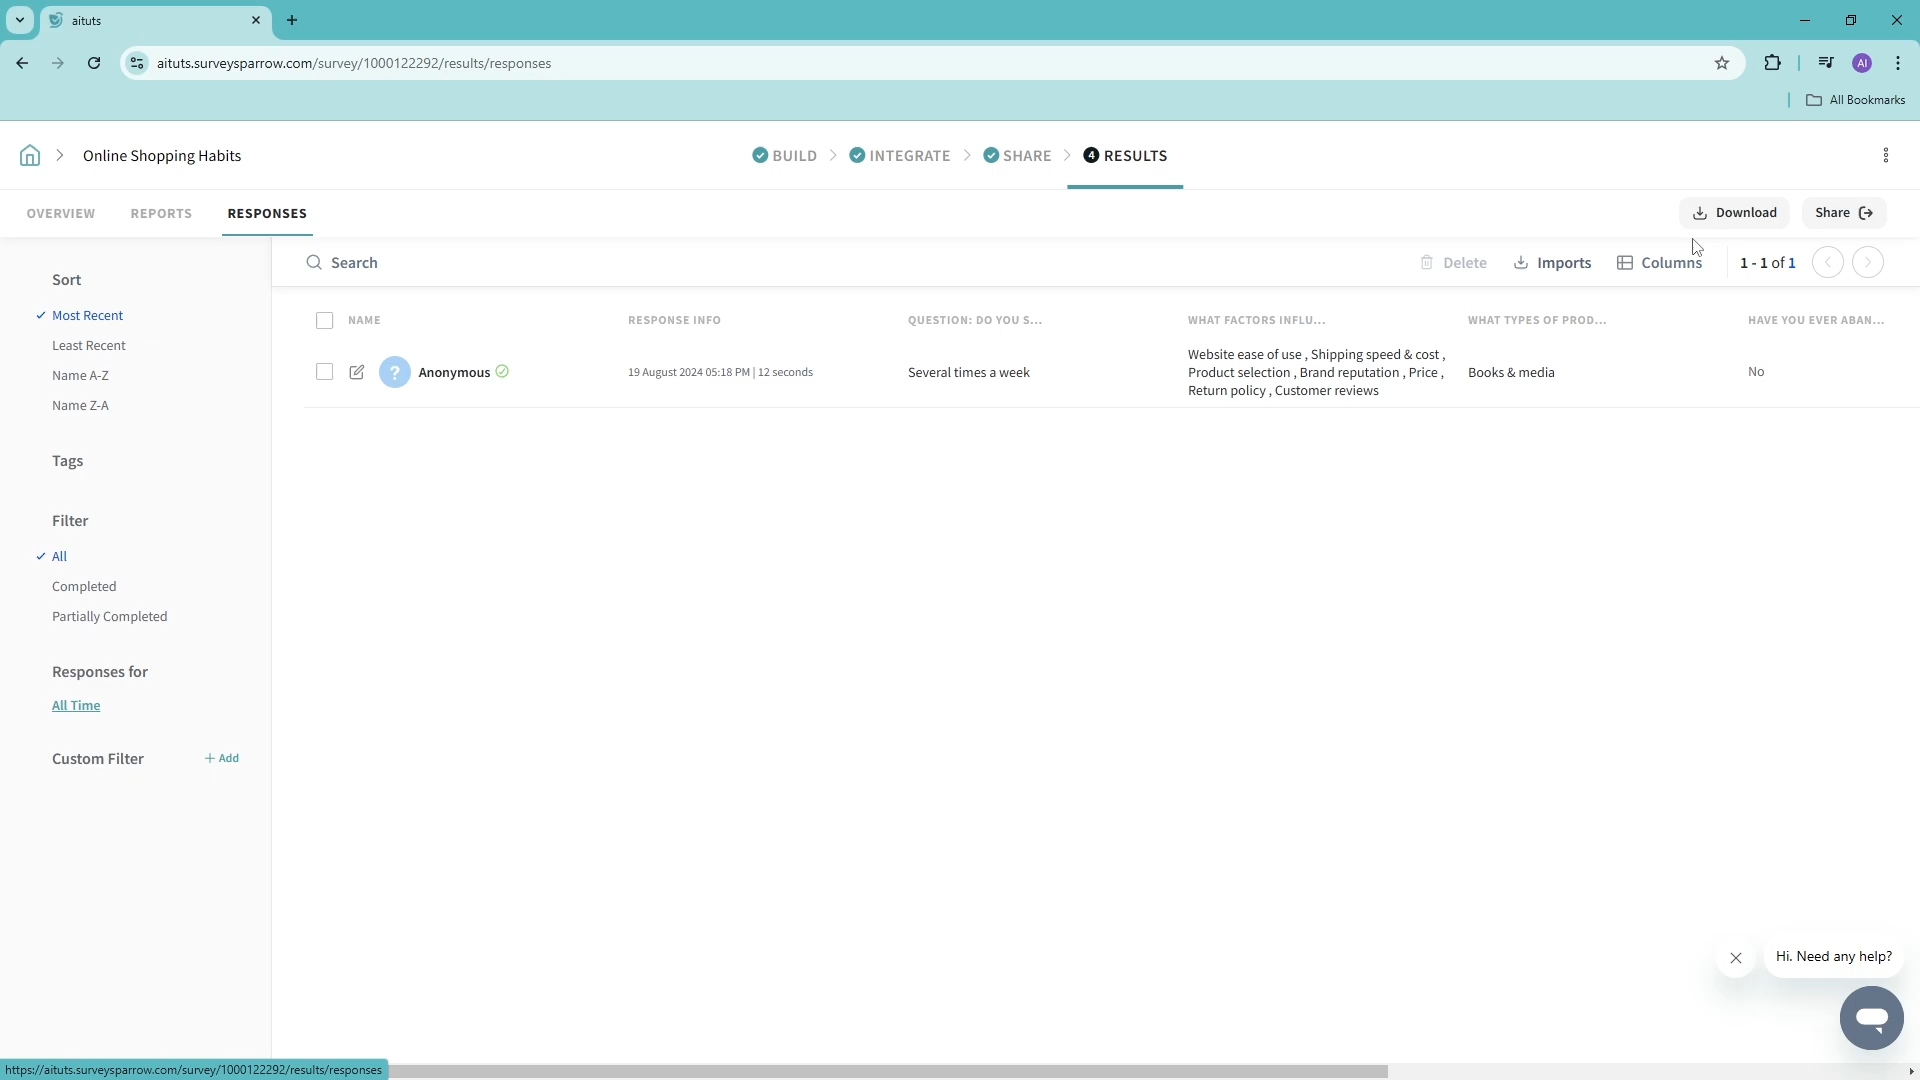 aituts
aituts.surveysparrow.com/survey/1000122292/results/responses
AI
All Bookmarks
Online Shopping Habits
BUILD
INTEGRATE
SHARE
4 RESULTS
OVERVIEW
REPORTS
RESPONSES
Download
Share
Sort
Most Recent
Least Recent
Name A-Z
Name Z-A
Tags
Filter
All
Completed
Partially Completed
Responses for
All Time
Custom Filter
+ Add
Search
Delete
Imports
Columns
1 - 1 of 1
NAME
RESPONSE INFO
QUESTION: DO YOU S...
WHAT FACTORS INFLU...
WHAT TYPES OF PROD...
HAVE YOU EVER ABAN...
?
Anonymous
19 August 2024 05:18 PM | 12 seconds
Several times a week
Website ease of use , Shipping speed & cost ,
Product selection , Brand reputation , Price ,
Return policy , Customer reviews
Books & media
No
Hi. Need any help?
https://aituts.surveysparrow.com/survey/1000122292/results/responses